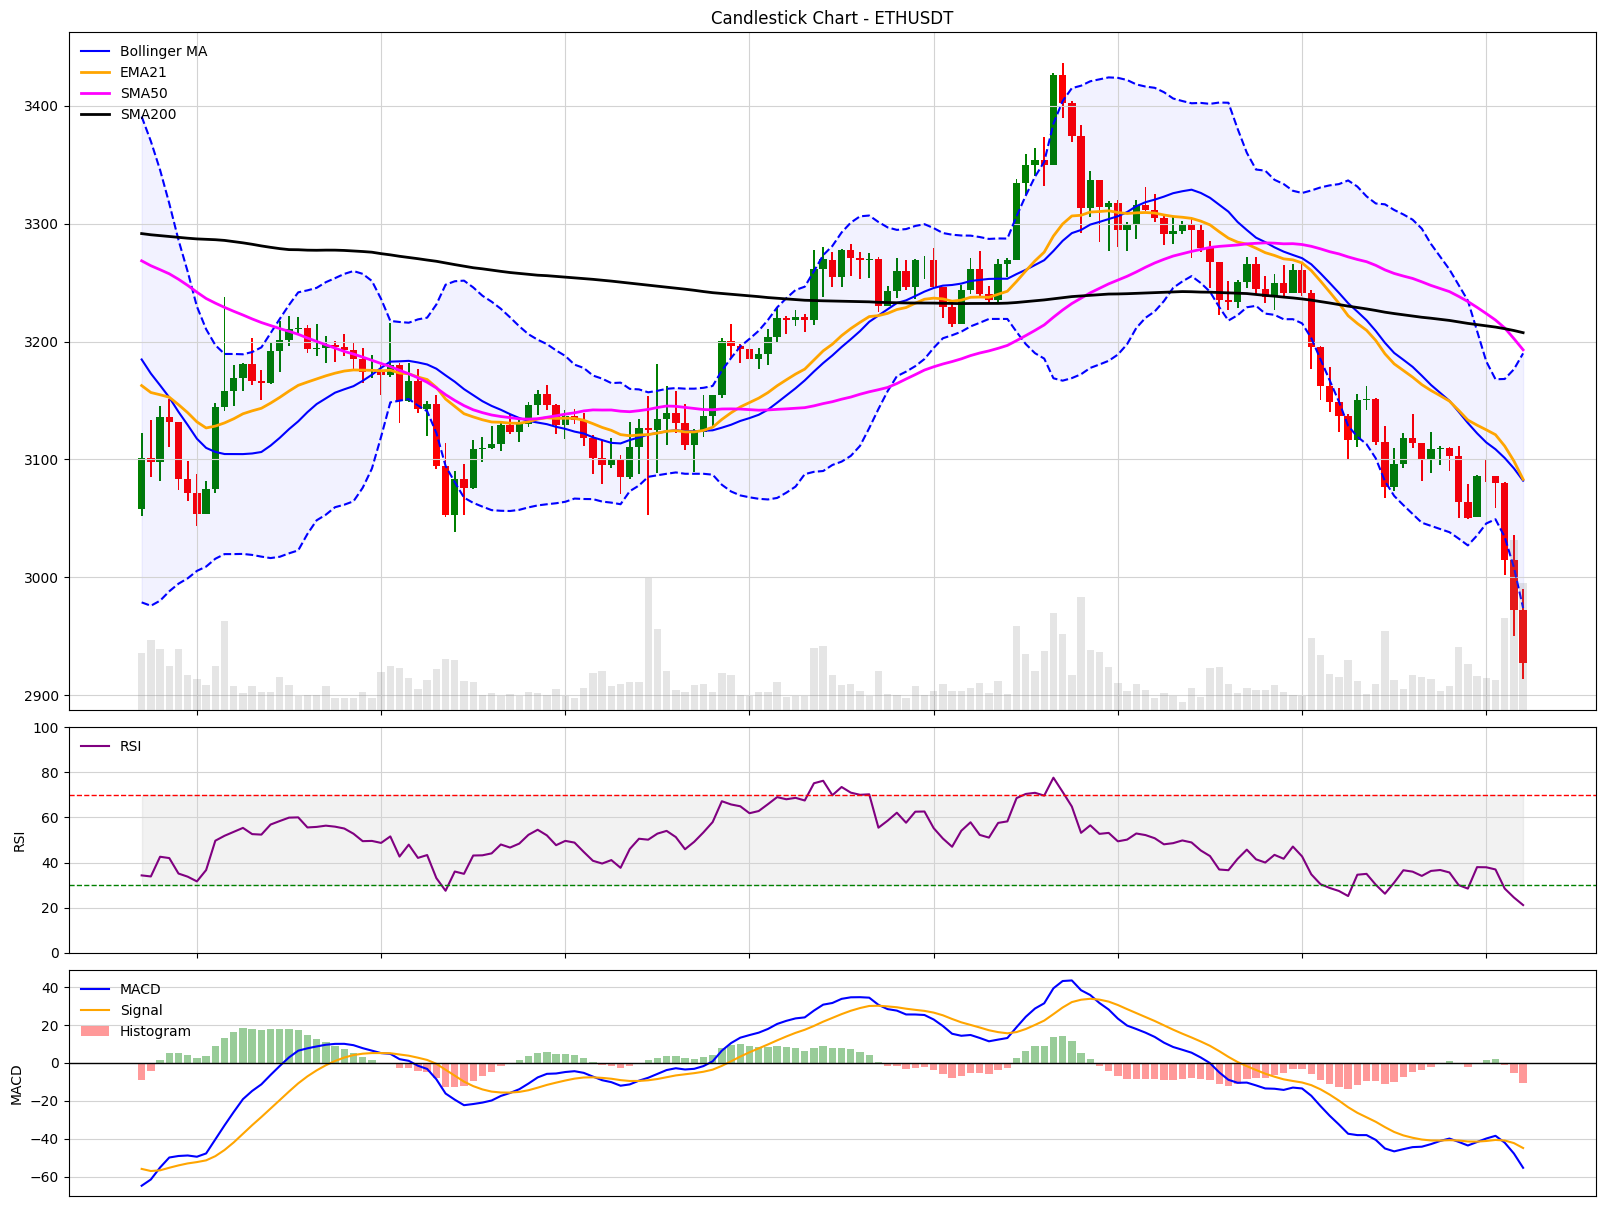 Candlestick Chart - ETHUSDT
Bollinger MA
EMA21
SMA50
SMA200
3400
3300
3200
3100
3000
2900
RSI
100
80
60
40
20
0
RSI
MACD
Signal
Histogram
40
20
0
−20
−40
−60
MACD